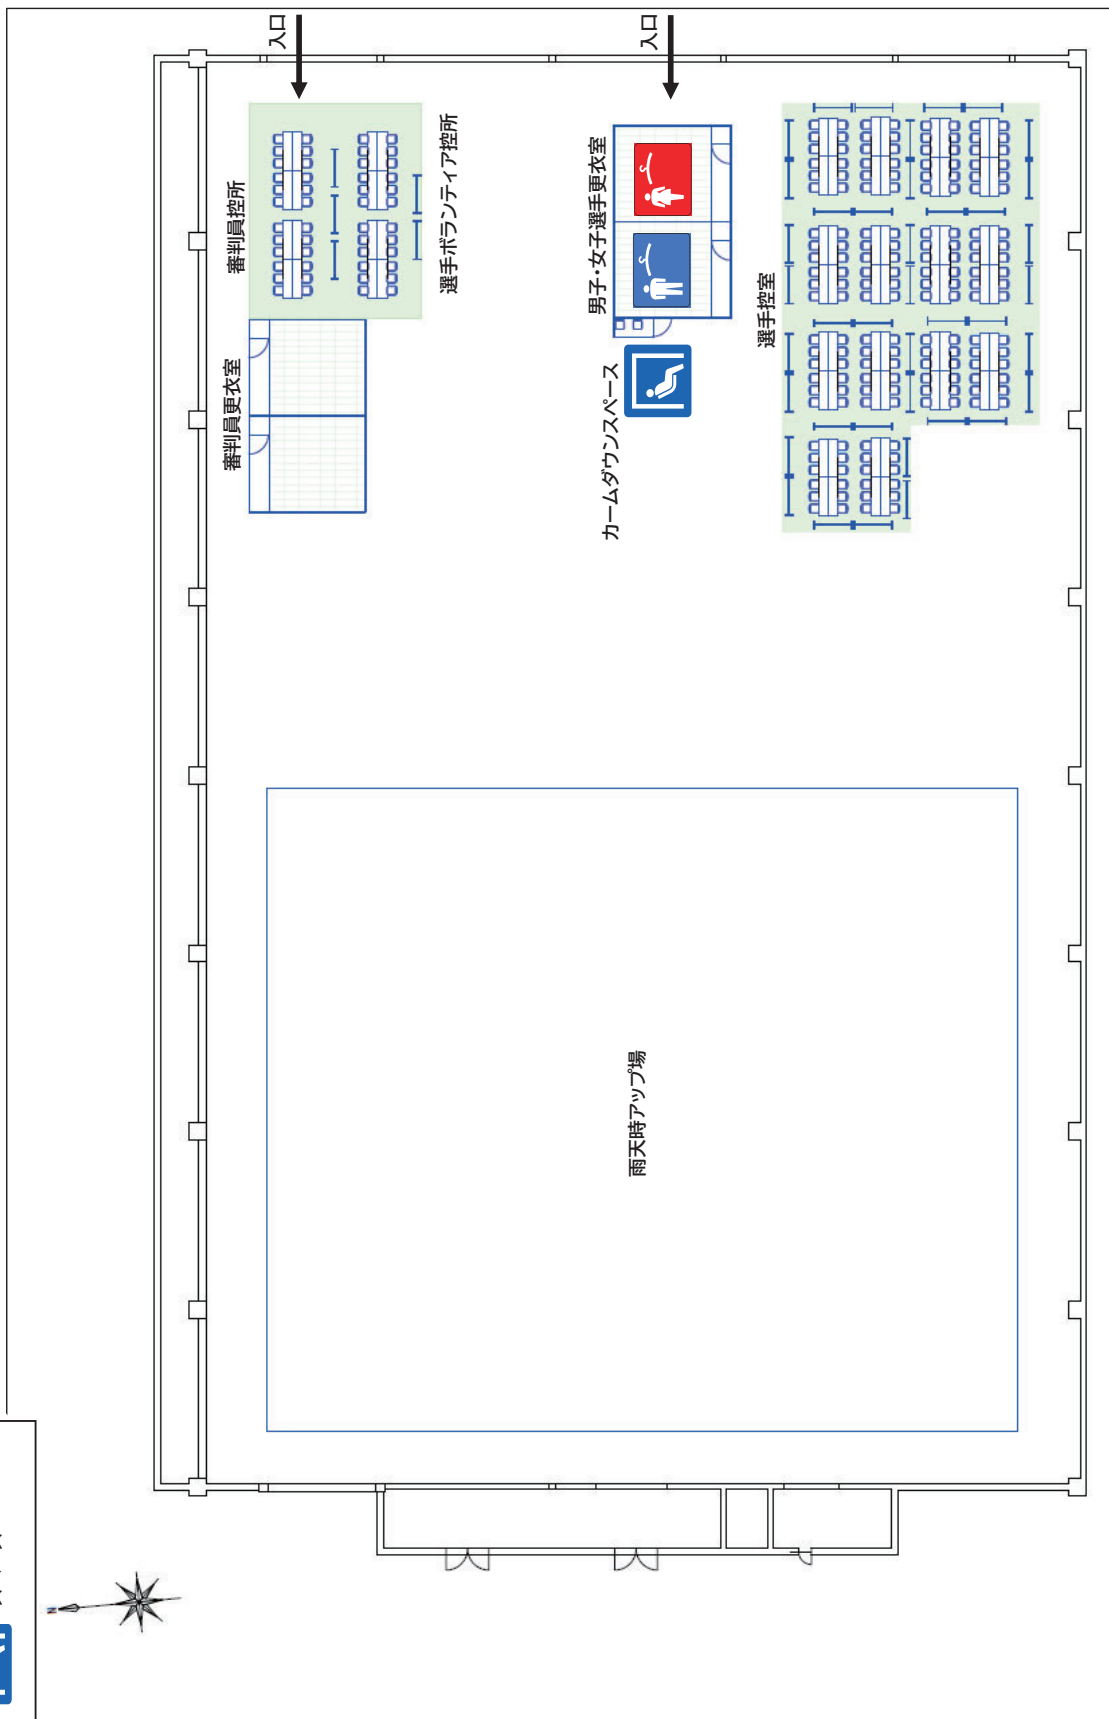 入口
入口
審判員控所
選手ボランティア控所
審判員更衣室
男子・女子選手更衣室
カームダウンスペース
選手控室
雨天時アップ場
N